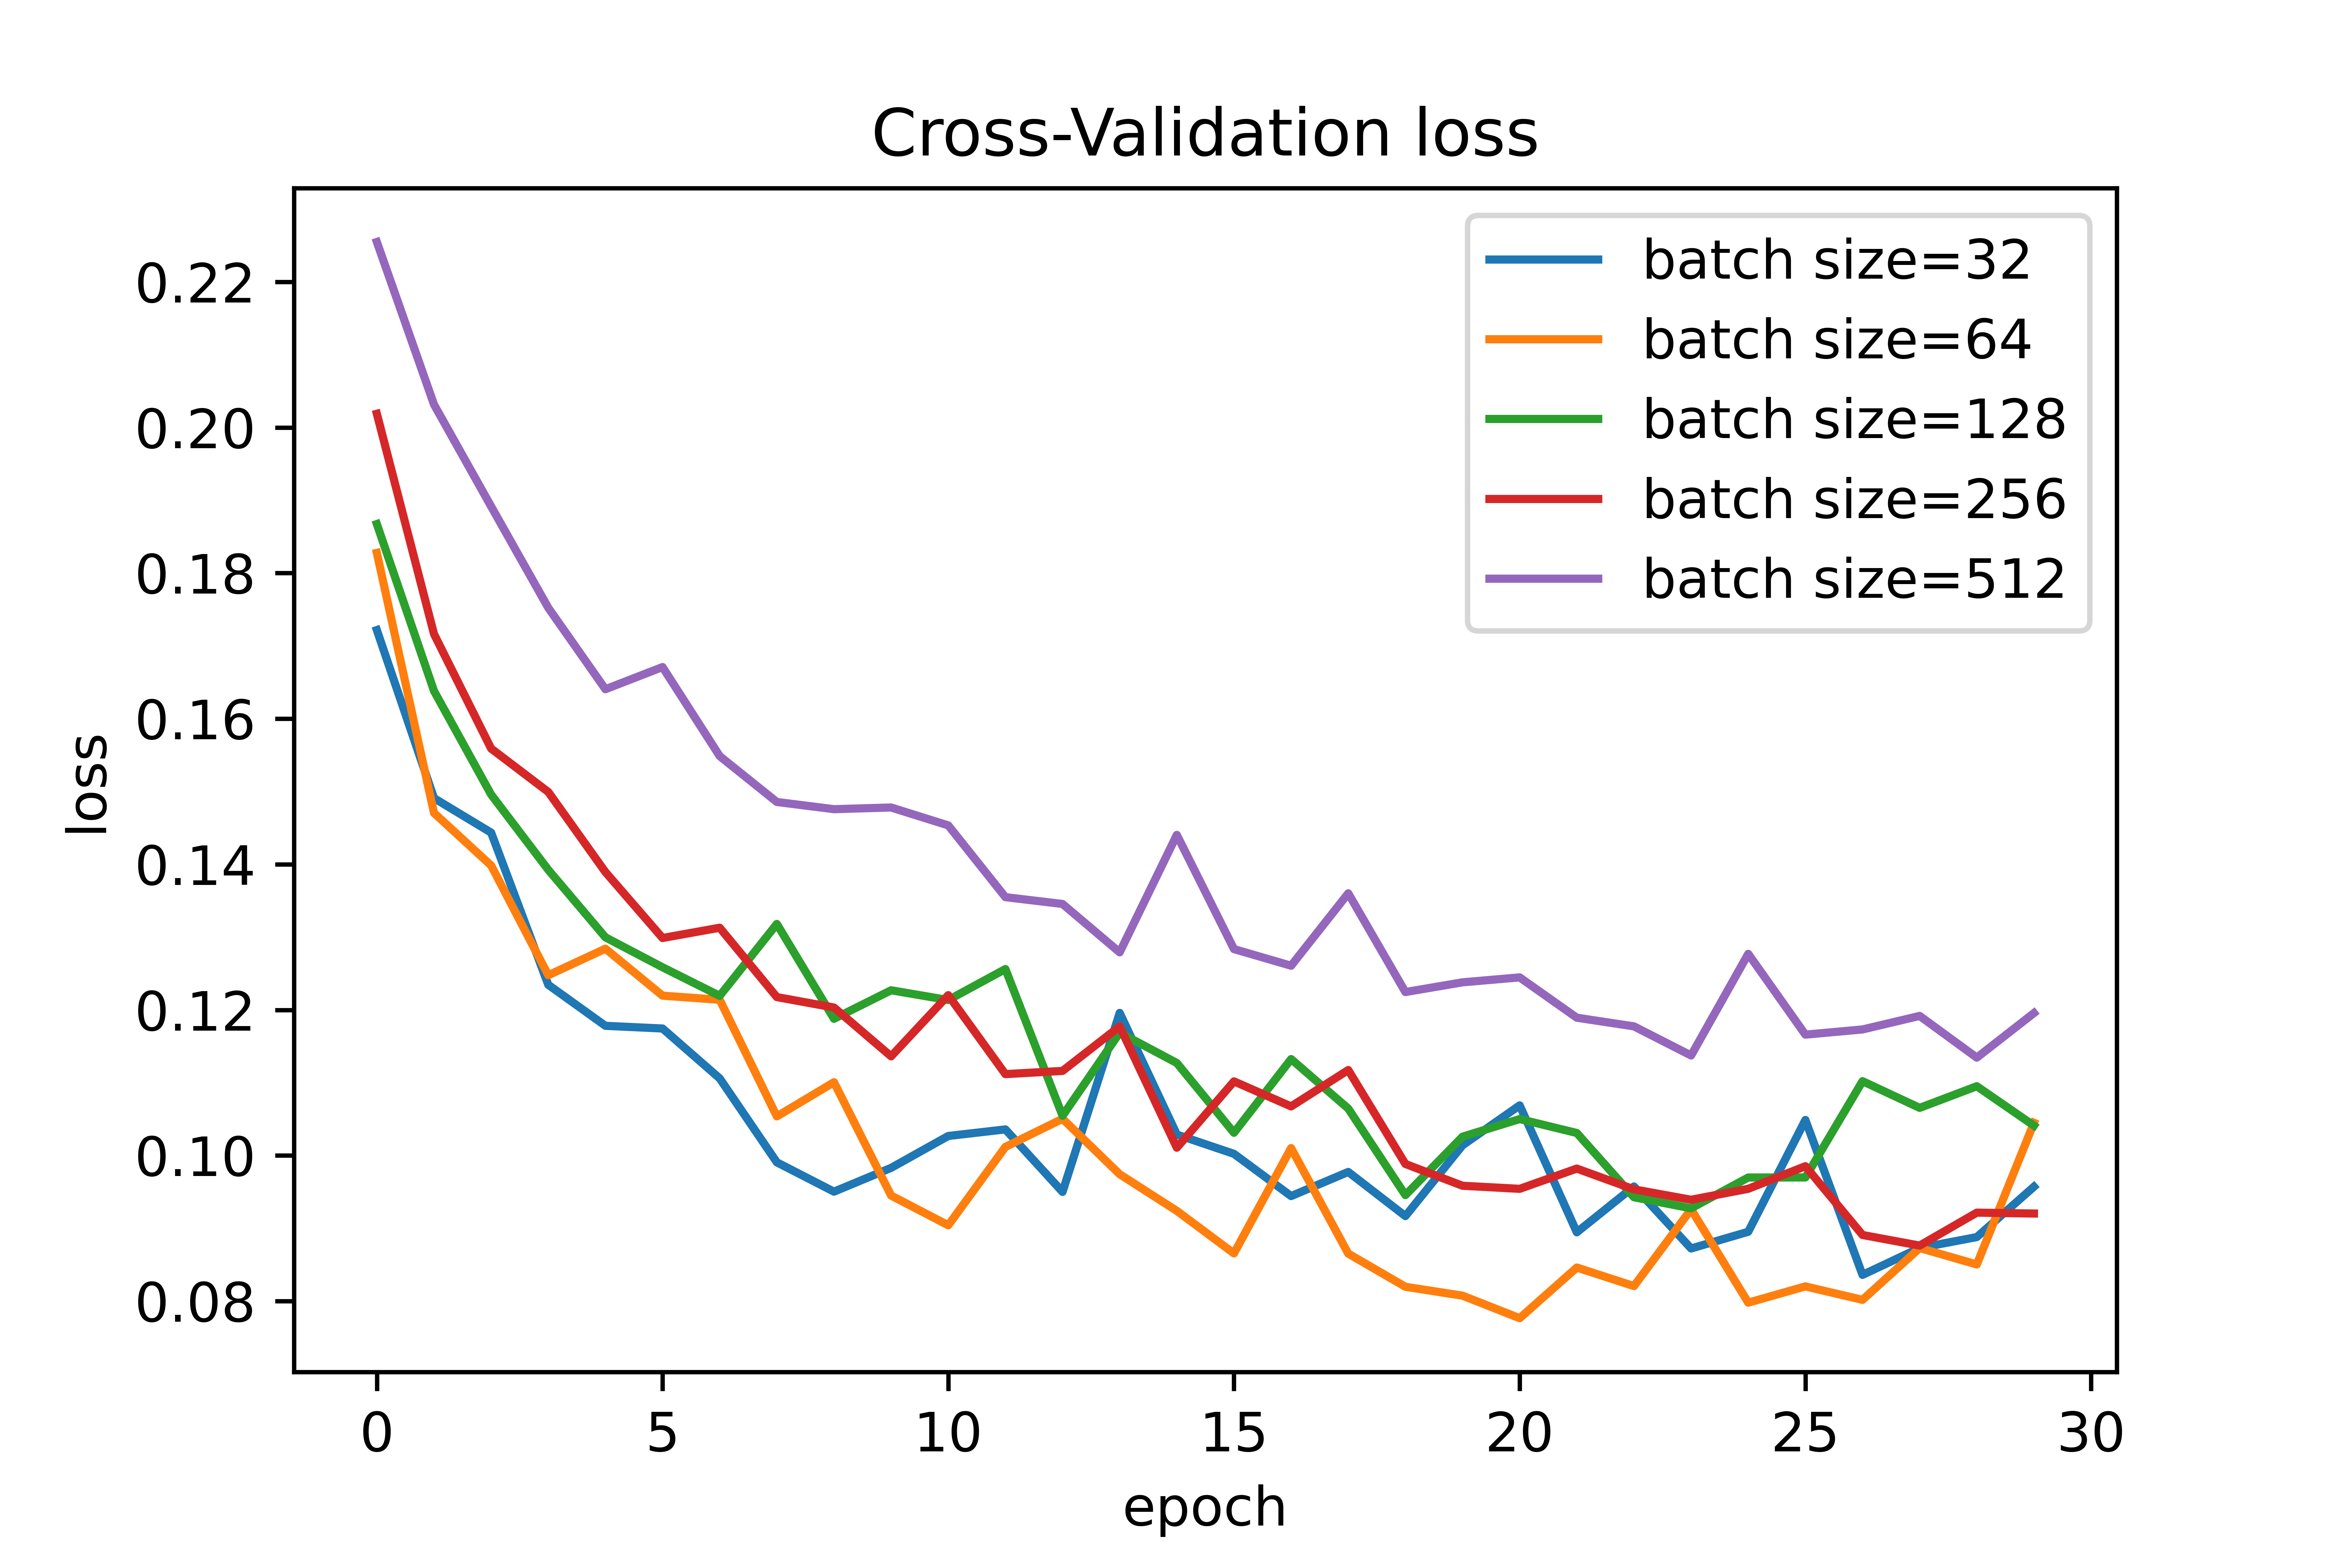 Cross-Validation loss
batch size=32
batch size=64
batch size=128
batch size=256
batch size=512
loss
0.22
0.20
0.18
0.16
0.14
0.12
0.10
0.08
0 5 10 15 20 25 30
epoch